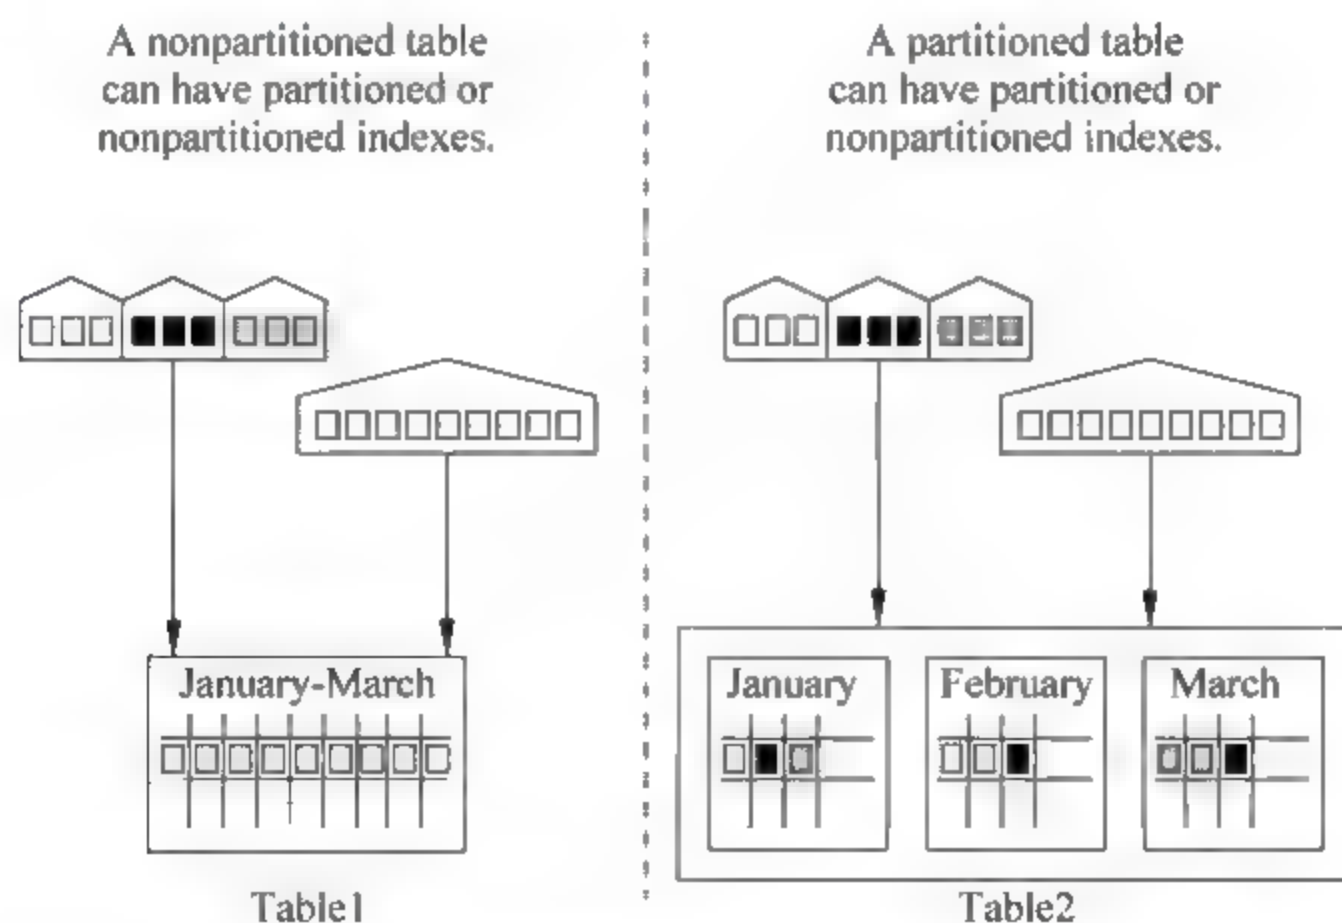 A nonpartitioned table
can have partitioned or
nonpartitioned indexes.
A partitioned table
can have partitioned or
nonpartitioned indexes.
January-March
Table1
January
February
March
Table2